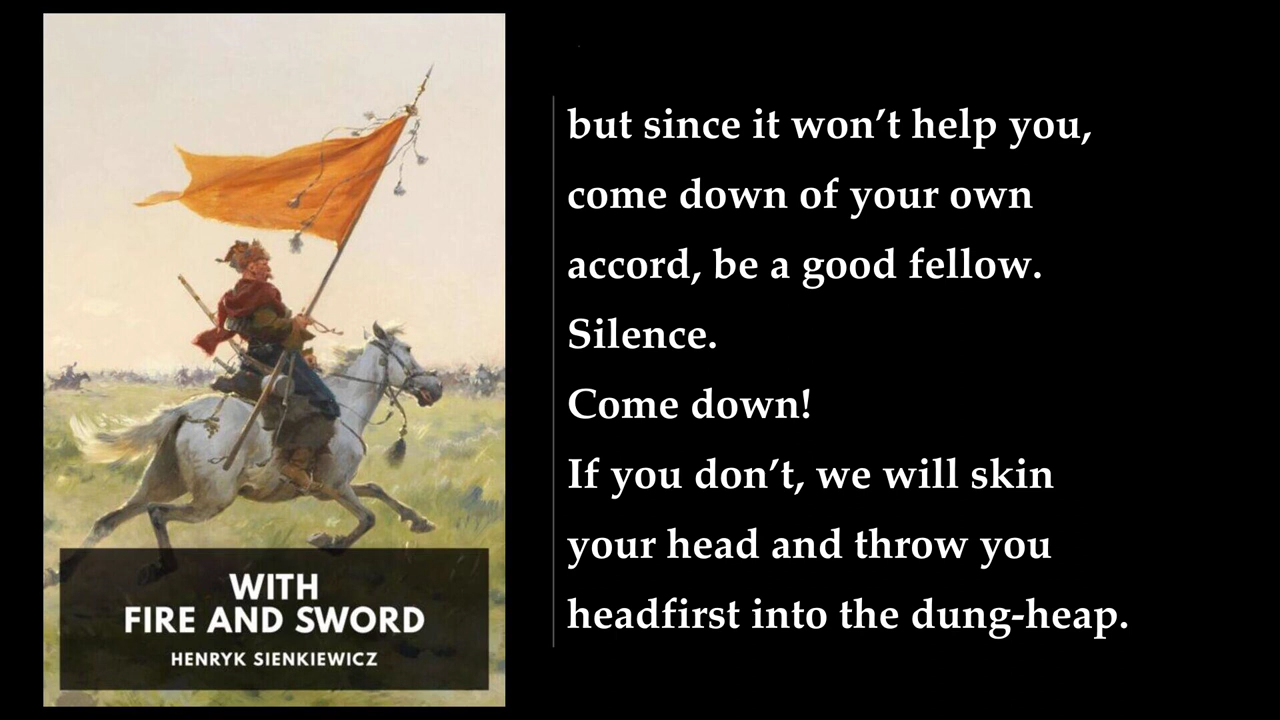 WITH
FIRE AND SWORD
HENRYK SIENKIEWICZ
but since it won’t help you,
come down of your own
accord, be a good fellow.
Silence.
Come down!
If you don’t, we will skin
your head and throw you
headfirst into the dung-heap.